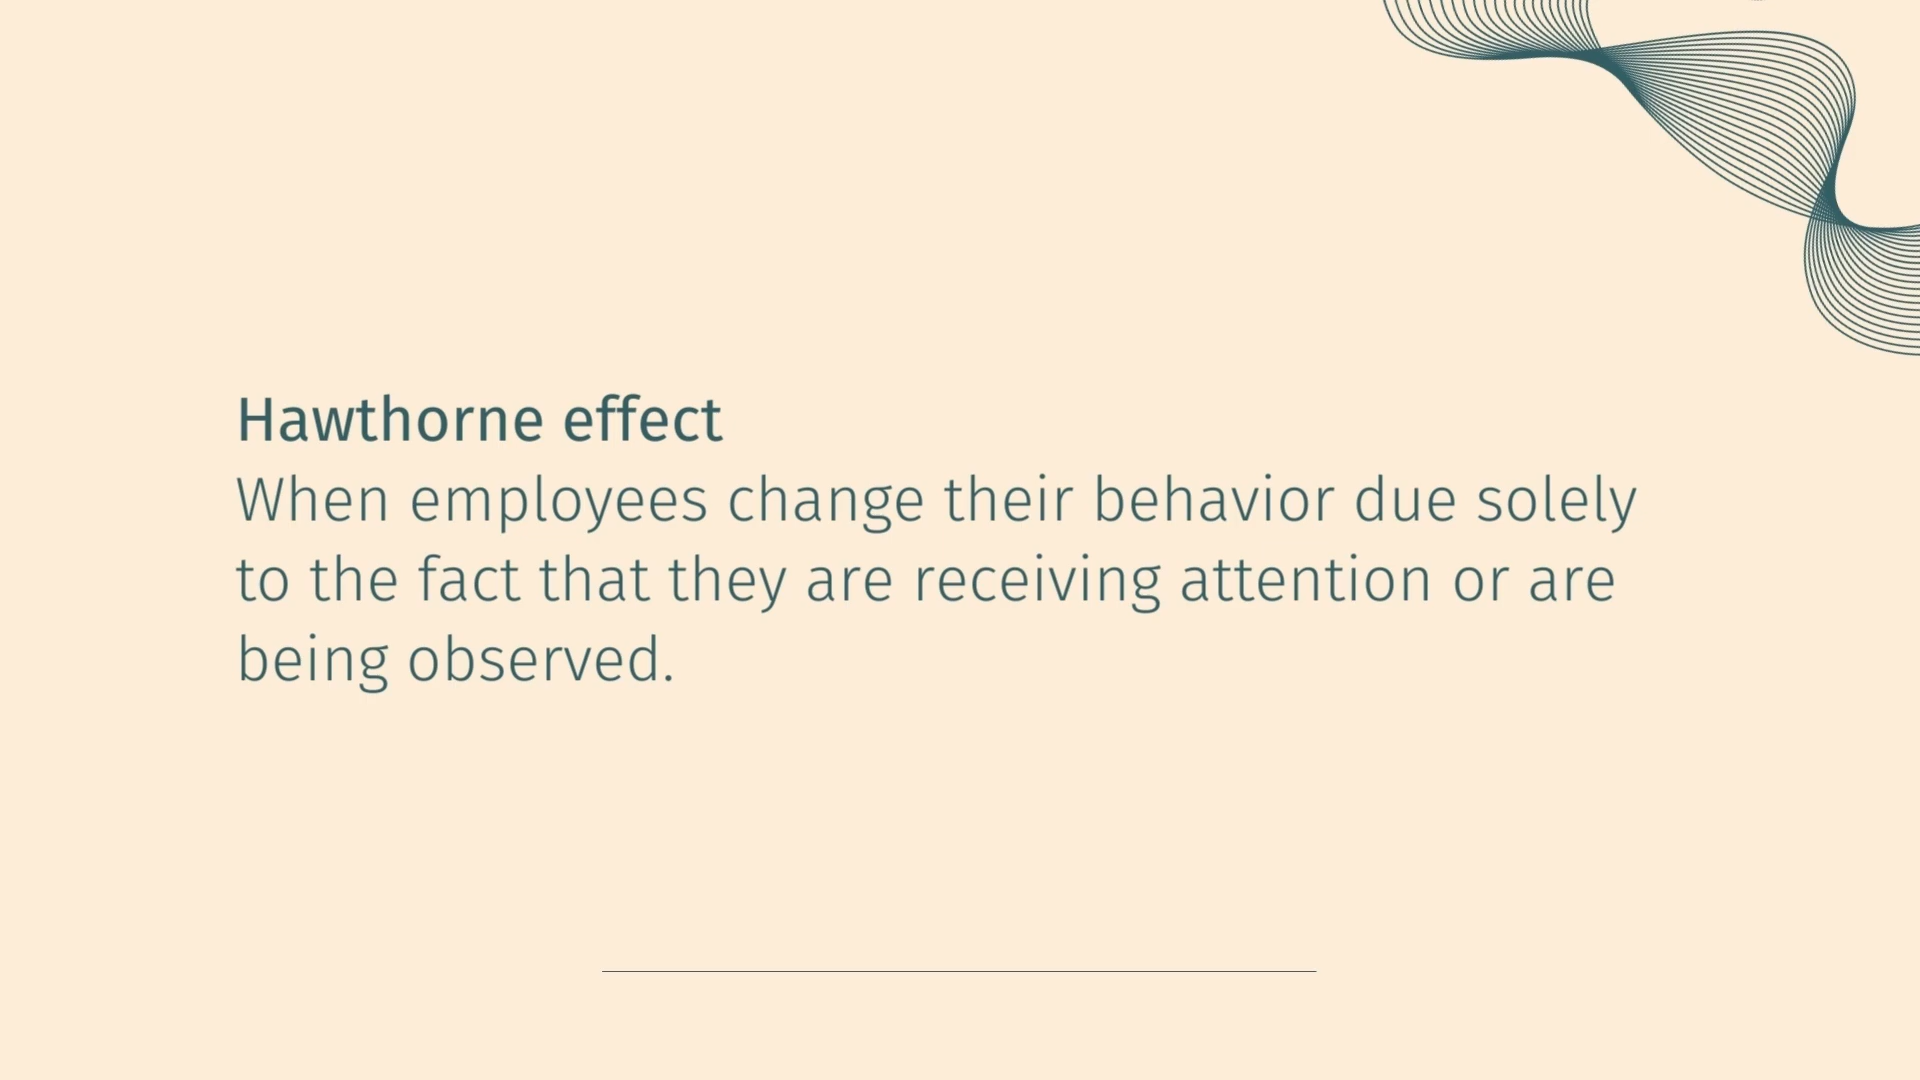 Hawthorne effect
When employees change their behavior due solely
to the fact that they are receiving attention or are
being observed.